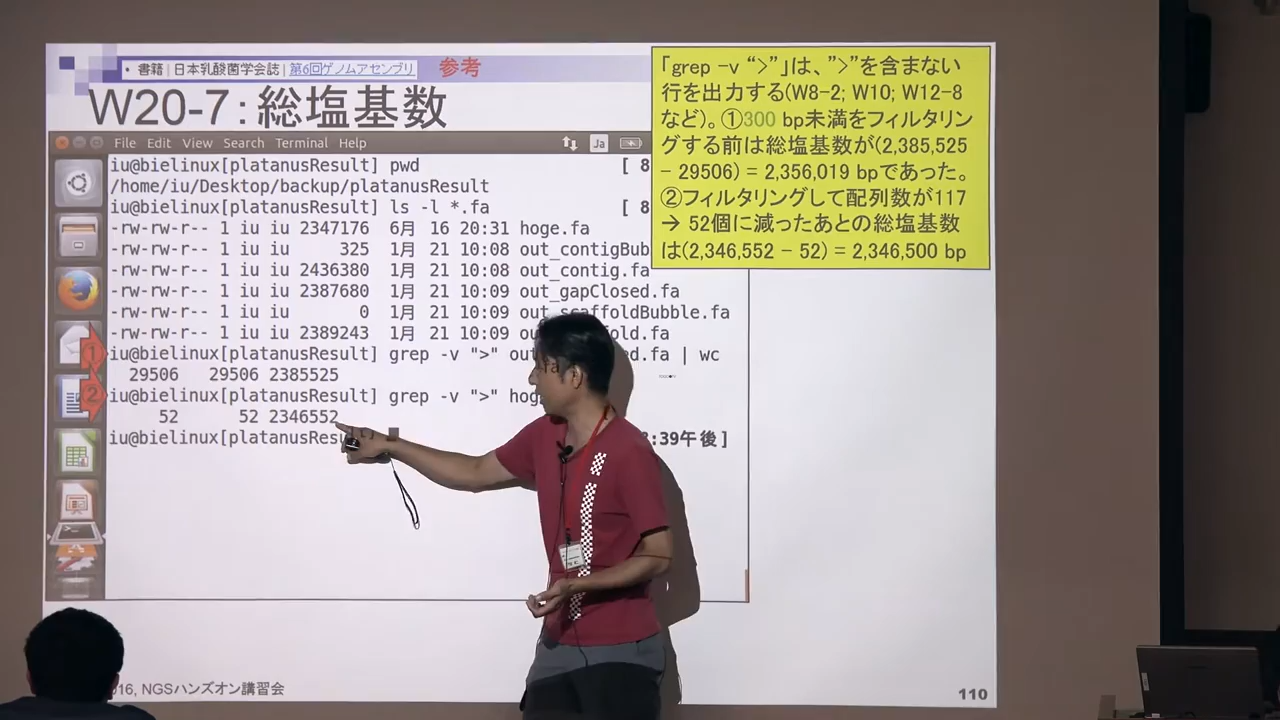 ・書籍 | 日本乳酸菌学会誌 | 第6回ゲノムアセンブリ 参考
W20-7：総塩基数
「grep -v “>”」は、”>”を含まない
行を出力する(W8-2; W10; W12-8
など)。①300 bp未満をフィルタリン
グする前は総塩基数が(2,385,525
– 29506) = 2,356,019 bpであった。
②フィルタリングして配列数が117
→ 52個に減ったあとの総塩基数
は(2,346,552 – 52) = 2,346,500 bp
File Edit View Search Terminal Help Ja
iu@bielinux[platanusResult] pwd [ 8
/home/iu/Desktop/backup/platanusResult
iu@bielinux[platanusResult] ls -l *.fa [ 8
-rw-rw-r-- 1 iu iu 2347176 6月 16 20:31 hoge.fa
-rw-rw-r-- 1 iu iu 325 1月 21 10:08 out_contigBub
-rw-rw-r-- 1 iu iu 2436380 1月 21 10:08 out_contig.fa
-rw-rw-r-- 1 iu iu 2387680 1月 21 10:09 out_gapClosed.fa
-rw-rw-r-- 1 iu iu 0 1月 21 10:09 out_scaffoldBubble.fa
-rw-rw-r-- 1 iu iu 2389243 1月 21 10:09 ld.fa
① iu@bielinux[platanusResult] grep -v ">" ed.fa | wc
29506 29506 2385525
② iu@bielinux[platanusResult] grep -v ">" hog
52 52 2346552
iu@bielinux[platanusResu :39午後]
16, NGSハンズオン講習会
110